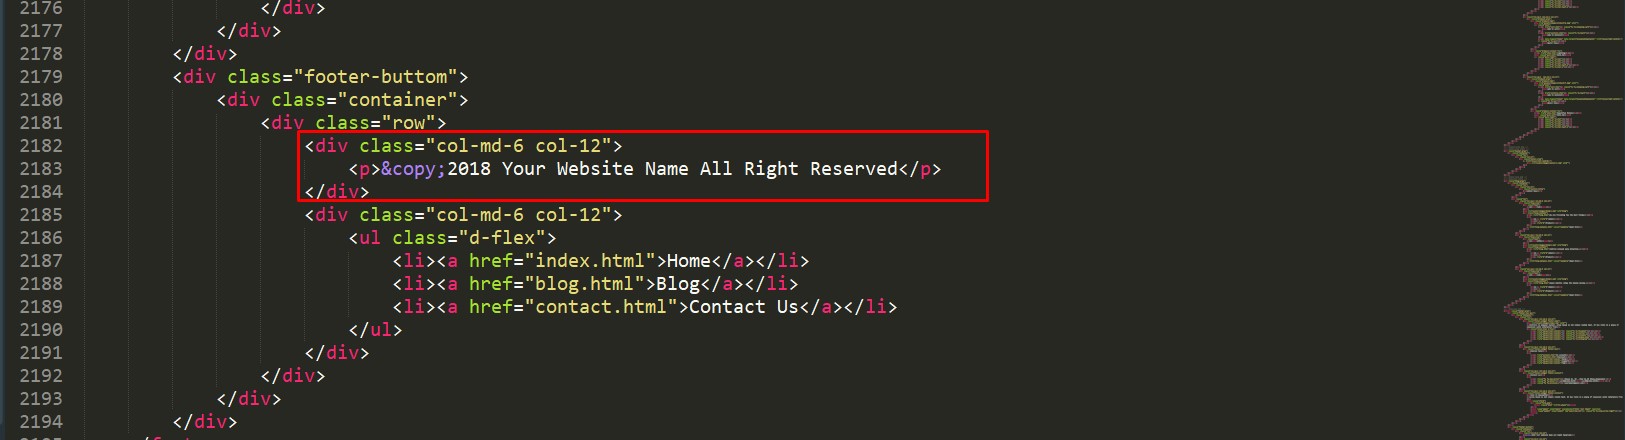 2176 </div>
2177 </div>
2178 </div>
2179 <div class="footer-buttom">
2180 <div class="container">
2181 <div class="row">
2182 <div class="col-md-6 col-12">
2183 <p>&copy;2018 Your Website Name All Right Reserved</p>
2184 </div>
2185 <div class="col-md-6 col-12">
2186 <ul class="d-flex">
2187 <li><a href="index.html">Home</a></li>
2188 <li><a href="blog.html">Blog</a></li>
2189 <li><a href="contact.html">Contact Us</a></li>
2190 </ul>
2191 </div>
2192 </div>
2193 </div>
2194 </div>